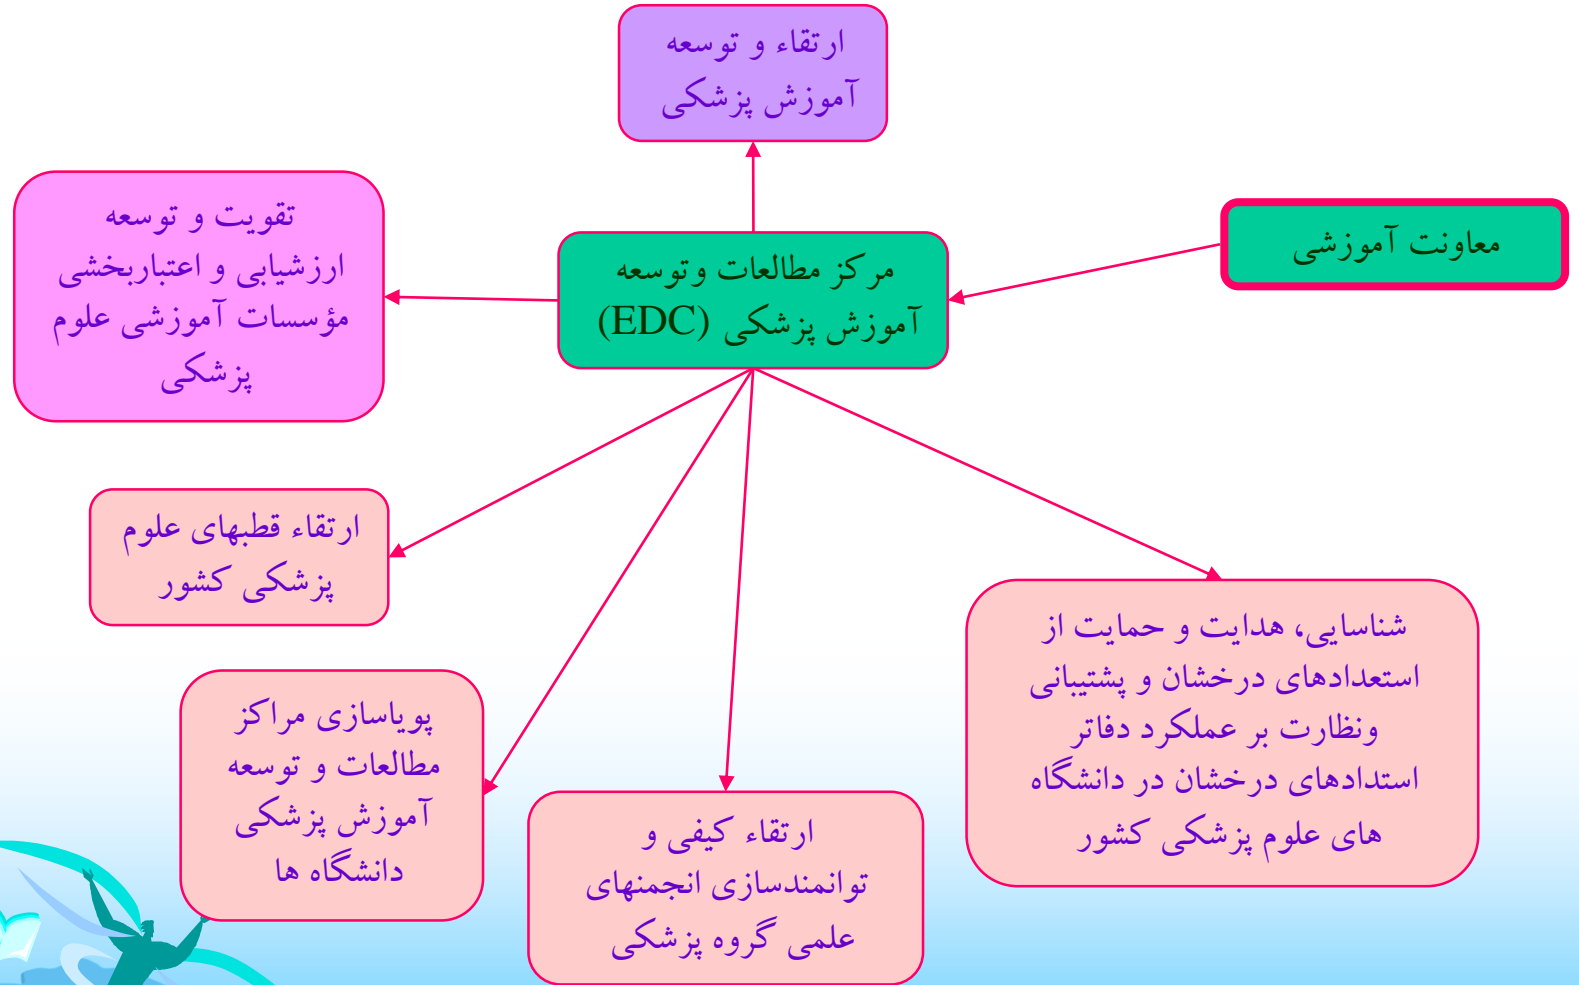 ارتقاء و توسعه
آموزش پزشکی
معاونت آموزشی
مرکز مطالعات وتوسعه
آموزش پزشکی (EDC)
تقویت و توسعه
ارزشیابی و اعتباربخشی
مؤسسات آموزشی علوم
پزشکی
ارتقاء قطبهای علوم
پزشکی کشور
شناسایی، هدایت و حمایت از
استعدادهای درخشان و پشتیبانی
ونظارت بر عملکرد دفاتر
استدادهای درخشان در دانشگاه
های علوم پزشکی کشور
پویاسازی مراکز
مطالعات و توسعه
آموزش پزشکی
دانشگاه ها
ارتقاء کیفی و
توانمندسازی انجمنهای
علمی گروه پزشکی